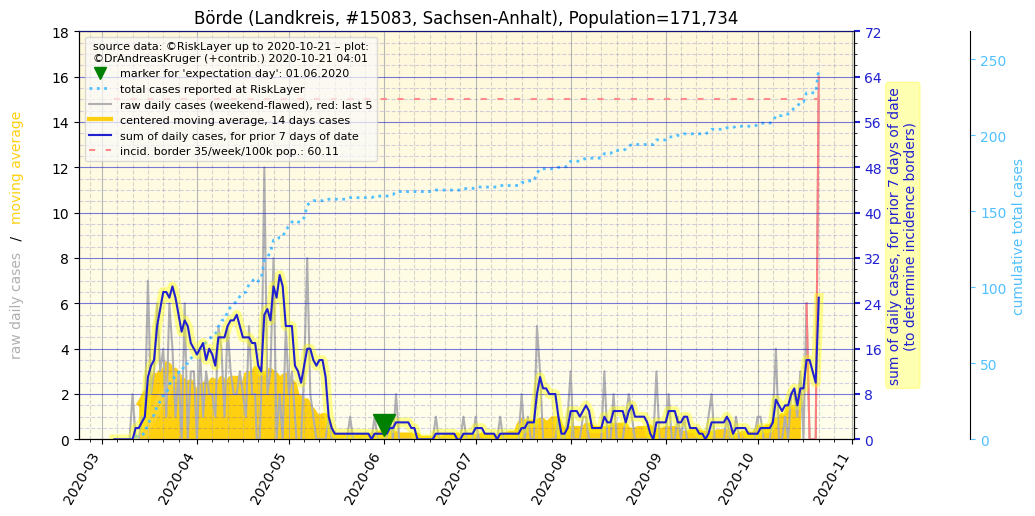 Börde (Landkreis, #15083, Sachsen-Anhalt), Population=171,734
source data: ©RiskLayer up to 2020-10-21 – plot:
©DrAndreasKruger (+contrib.) 2020-10-21 04:01
marker for 'expectation day': 01.06.2020
total cases reported at RiskLayer
raw daily cases (weekend-flawed), red: last 5
centered moving average, 14 days cases
sum of daily cases, for prior 7 days of date
incid. border 35/week/100k pop.: 60.11
raw daily cases / moving average
18
16
14
12
10
8
6
4
2
0
2020-03
2020-04
2020-05
2020-06
2020-07
2020-08
2020-09
2020-10
2020-11
72
64
56
48
40
32
24
16
8
0
sum of daily cases, for prior 7 days of date
(to determine incidence borders)
250
200
150
100
50
0
cumulative total cases